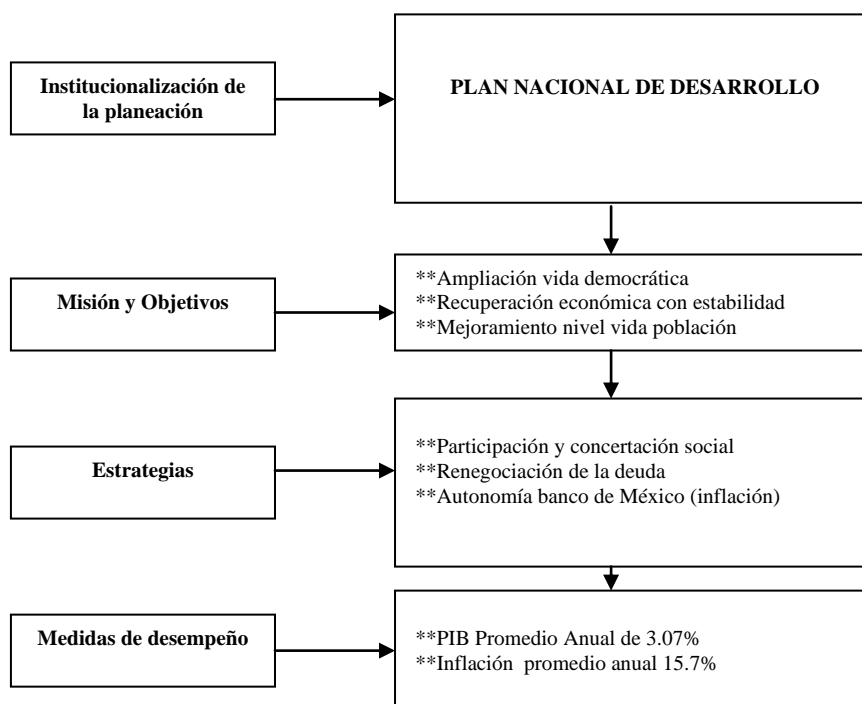 Institucionalización de
la planeación
PLAN NACIONAL DE DESARROLLO
Misión y Objetivos
**Ampliación vida democrática
**Recuperación económica con estabilidad
**Mejoramiento nivel vida población
Estrategias
**Participación y concertación social
**Renegociación de la deuda
**Autonomía banco de México (inflación)
Medidas de desempeño
**PIB Promedio Anual de 3.07%
**Inflación promedio anual 15.7%